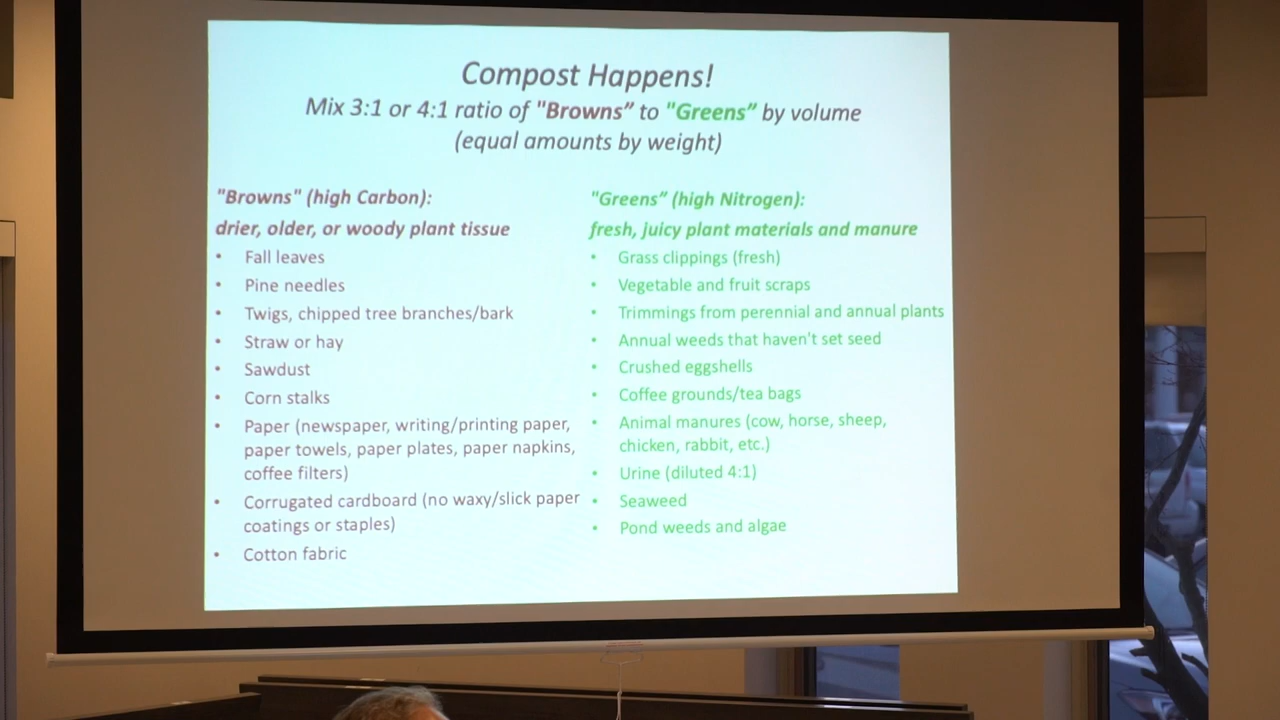 Compost Happens!
Mix 3:1 or 4:1 ratio of "Browns” to "Greens” by volume
(equal amounts by weight)
"Browns" (high Carbon):
drier, older, or woody plant tissue
• Fall leaves
• Pine needles
• Twigs, chipped tree branches/bark
• Straw or hay
• Sawdust
• Corn stalks
• Paper (newspaper, writing/printing paper,
paper towels, paper plates, paper napkins,
coffee filters)
• Corrugated cardboard (no waxy/slick paper
coatings or staples)
• Cotton fabric
"Greens” (high Nitrogen):
fresh, juicy plant materials and manure
• Grass clippings (fresh)
• Vegetable and fruit scraps
• Trimmings from perennial and annual plants
• Annual weeds that haven't set seed
• Crushed eggshells
• Coffee grounds/tea bags
• Animal manures (cow, horse, sheep,
chicken, rabbit, etc.)
• Urine (diluted 4:1)
• Seaweed
• Pond weeds and algae